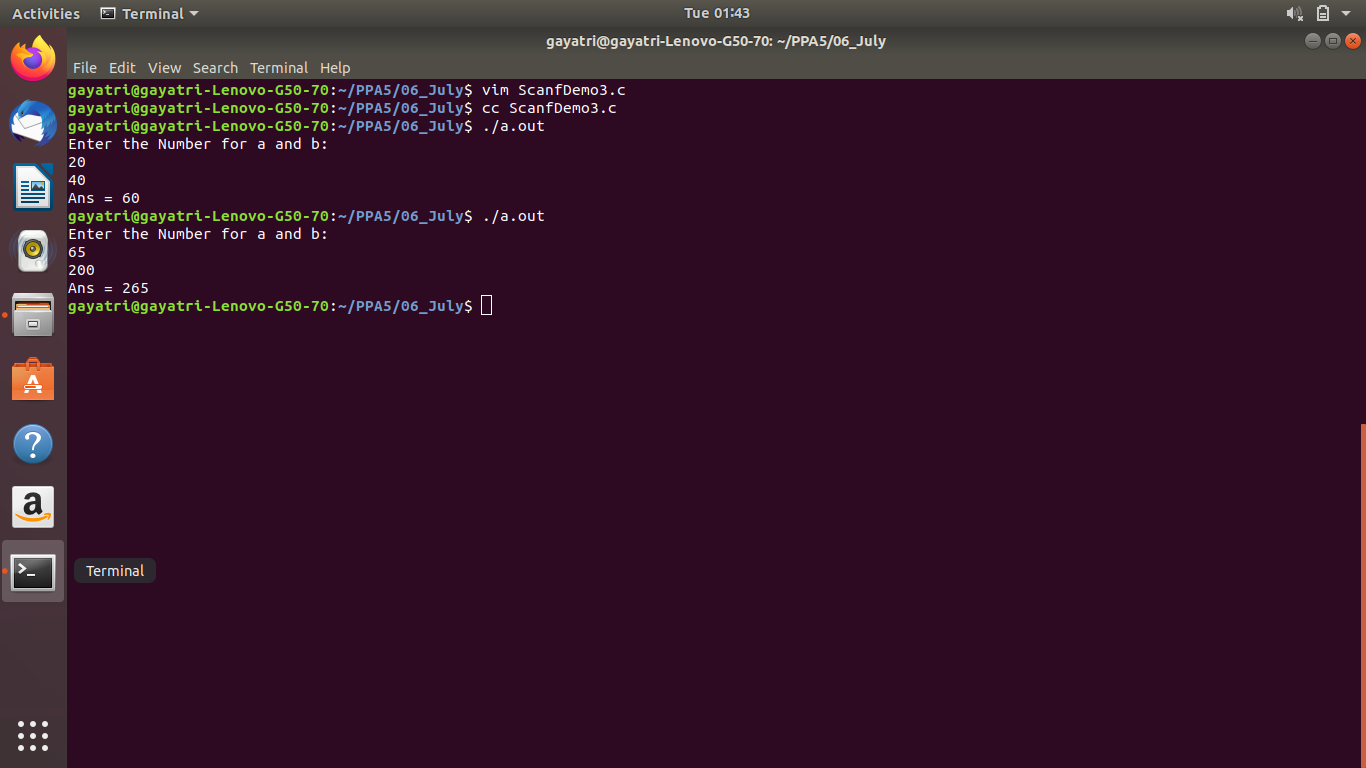 Activities Terminal Tue 01:43
gayatri@gayatri-Lenovo-G50-70: ~/PPA5/06_July
File Edit View Search Terminal Help
gayatri@gayatri-Lenovo-G50-70:~/PPA5/06_July$ vim ScanfDemo3.c
gayatri@gayatri-Lenovo-G50-70:~/PPA5/06_July$ cc ScanfDemo3.c
gayatri@gayatri-Lenovo-G50-70:~/PPA5/06_July$ ./a.out
Enter the Number for a and b:
20
40
Ans = 60
gayatri@gayatri-Lenovo-G50-70:~/PPA5/06_July$ ./a.out
Enter the Number for a and b:
65
200
Ans = 265
gayatri@gayatri-Lenovo-G50-70:~/PPA5/06_July$
Terminal